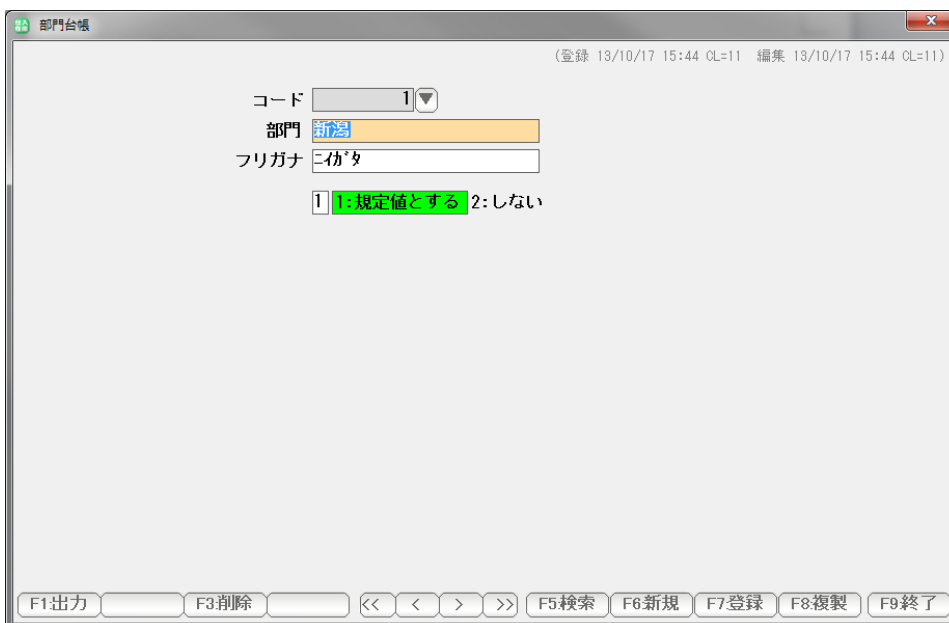 部門台帳
x
(登録 13/10/17 15:44 CL=11 編集 13/10/17 15:44 CL=11)
コード 1
部門 新潟
フリガナ ﾆｲｶﾞﾀ
1 1:規定値とする 2:しない
F1.出力 F3.削除 << < > >> F5.検索 F6.新規 F7.登録 F8.複製 F9.終了